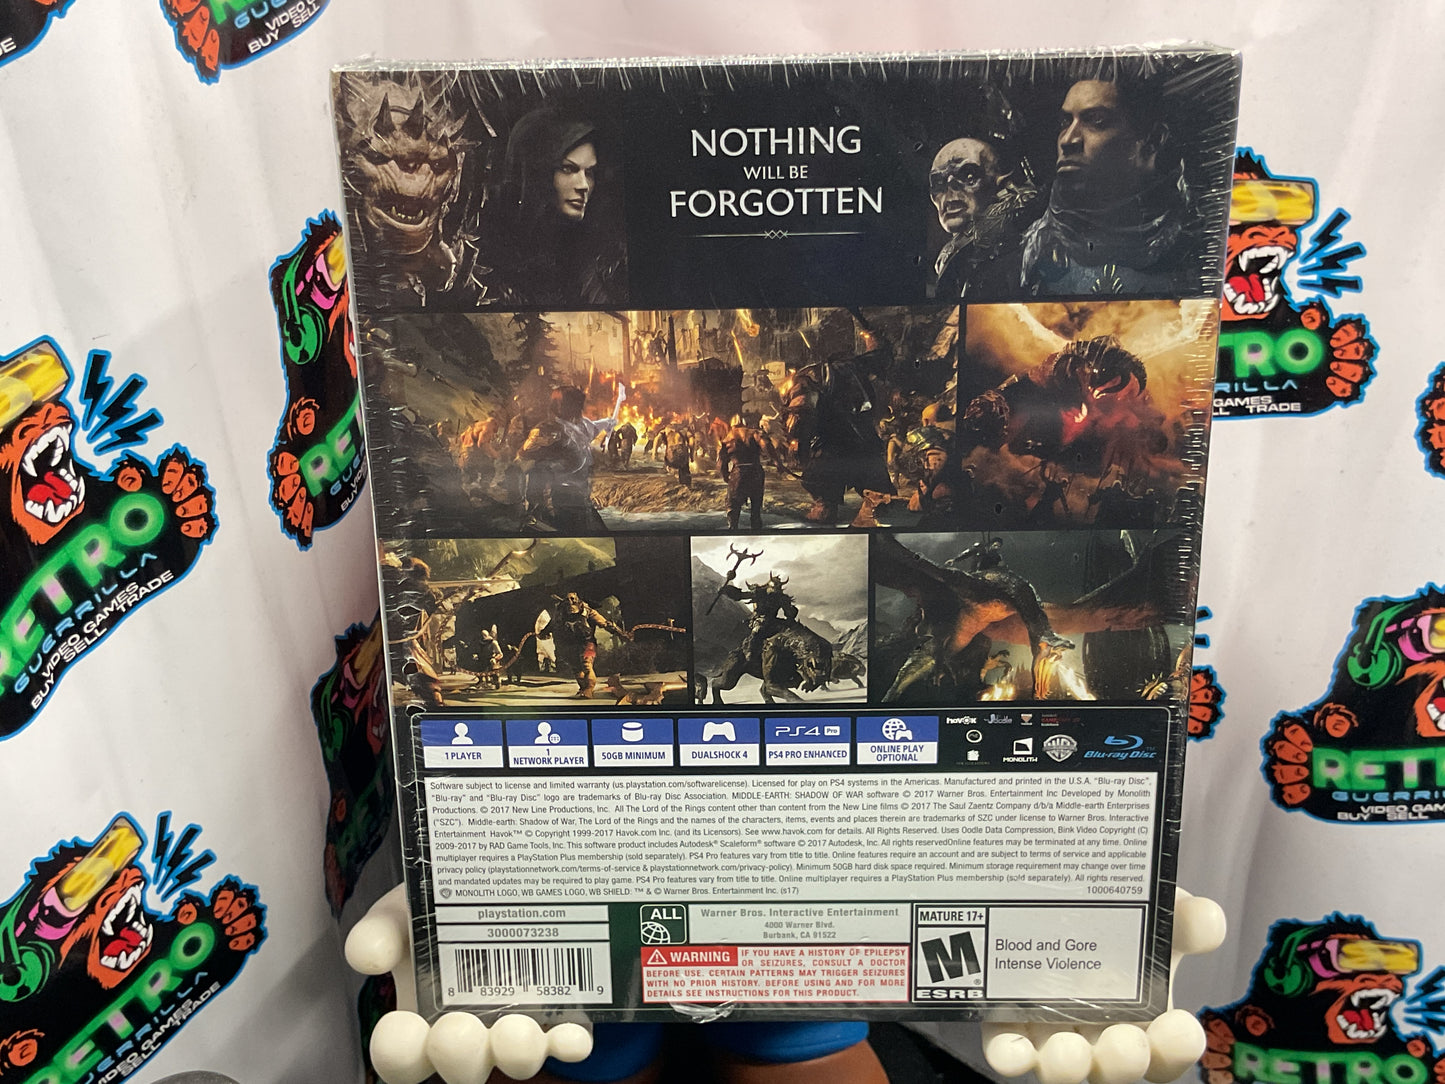 NOTHING
WILL BE
FORGOTTEN
1 PLAYER
1
NETWORK PLAYER
50GB MINIMUM
DUALSHOCK 4
PS4 Pro
PS4 PRO ENHANCED
ONLINE PLAY
OPTIONAL
havok
MONOLITH
Blu-ray Disc
Software subject to license and limited warranty (us.playstation.com/softwarelicense). Licensed for play on PS4 systems in the Americas. Manufactured and printed in the U.S.A. "Blu-ray Disc",
"Blu-ray" and "Blu-ray Disc" logo are trademarks of Blu-ray Disc Association. MIDDLE-EARTH: SHADOW OF WAR software © 2017 Warner Bros. Entertainment Inc Developed by Monolith
Productions. © 2017 New Line Productions, Inc. All The Lord of the Rings content other than content from the New Line films © 2017 The Saul Zaentz Company d/b/a Middle-earth Enterprises
("SZC"). Middle-earth: Shadow of War, The Lord of the Rings and the names of the characters, items, events and places therein are trademarks of SZC under license to Warner Bros. Interactive
Entertainment Havok™ © Copyright 1999-2017 Havok.com Inc. (and its Licensors). See www.havok.com for details. All Rights Reserved. Uses Oodle Data Compression, Bink Video Copyright (C)
2009-2017 by RAD Game Tools, Inc. This software product includes Autodesk® Scaleform® software © 2017 Autodesk, Inc. All rights reservedOnline features may be terminated at any time. Online
multiplayer requires a PlayStation Plus membership (sold separately). PS4 Pro features vary from title to title. Online features require an account and are subject to terms of service and applicable
privacy policy (playstationnetwork.com/terms-of-service & playstationnetwork.com/privacy-policy). Minimum 50GB hard disk space required. Minimum storage requirement may change over time
and mandated updates may be required to play game. PS4 Pro features vary from title to title. Online multiplayer requires a PlayStation Plus membership (sold separately). All rights reserved.
MONOLITH LOGO, WB GAMES LOGO, WB SHIELD: ™ & © Warner Bros. Entertainment Inc. (s17)
1000640759
playstation.com
3000073238
8 83929 58382 9
ALL
Warner Bros. Interactive Entertainment
4000 Warner Blvd.
Burbank, CA 91522
WARNING IF YOU HAVE A HISTORY OF EPILEPSY
OR SEIZURES, CONSULT A DOCTOR
BEFORE USE. CERTAIN PATTERNS MAY TRIGGER SEIZURES
WITH NO PRIOR HISTORY. BEFORE USING AND FOR MORE
DETAILS SEE INSTRUCTIONS FOR THIS PRODUCT.
MATURE 17+
M
ESRB
Blood and Gore
Intense Violence
RETRO
GUERRILLA
VIDEO GAMES
BUY SELL TRADE